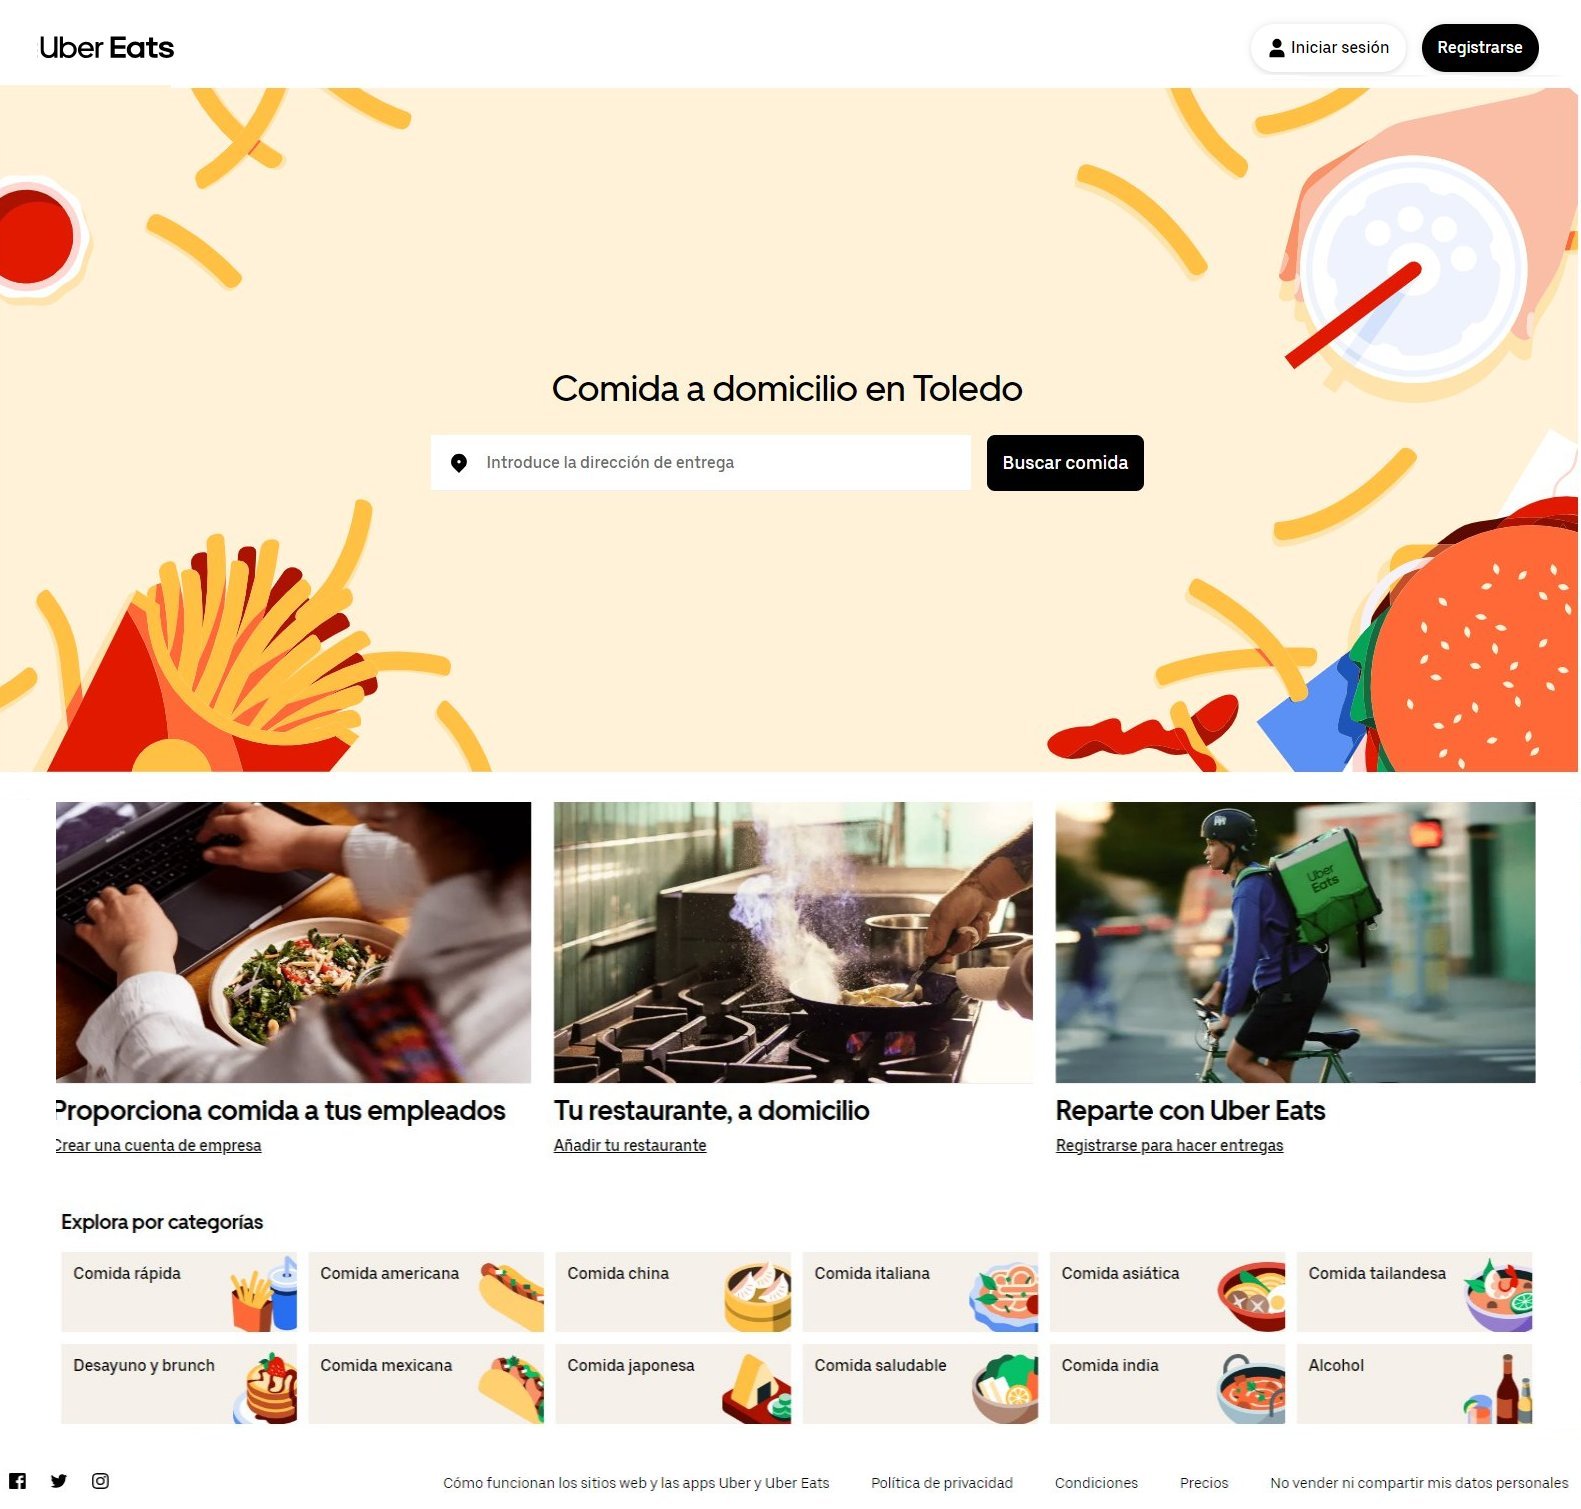 Uber Eats
Iniciar sesión
Registrarse
Comida a domicilio en Toledo
Introduce la dirección de entrega
Buscar comida
Uber
Eats
Proporciona comida a tus empleados
Crear una cuenta de empresa
Tu restaurante, a domicilio
Añadir tu restaurante
Reparte con Uber Eats
Registrarse para hacer entregas
Explora por categorías
Comida rápida
Comida americana
Comida china
Comida italiana
Comida asiática
Comida tailandesa
Desayuno y brunch
Comida mexicana
Comida japonesa
Comida saludable
Comida india
Alcohol
Cómo funcionan los sitios web y las apps Uber y Uber Eats
Política de privacidad
Condiciones
Precios
No vender ni compartir mis datos personales